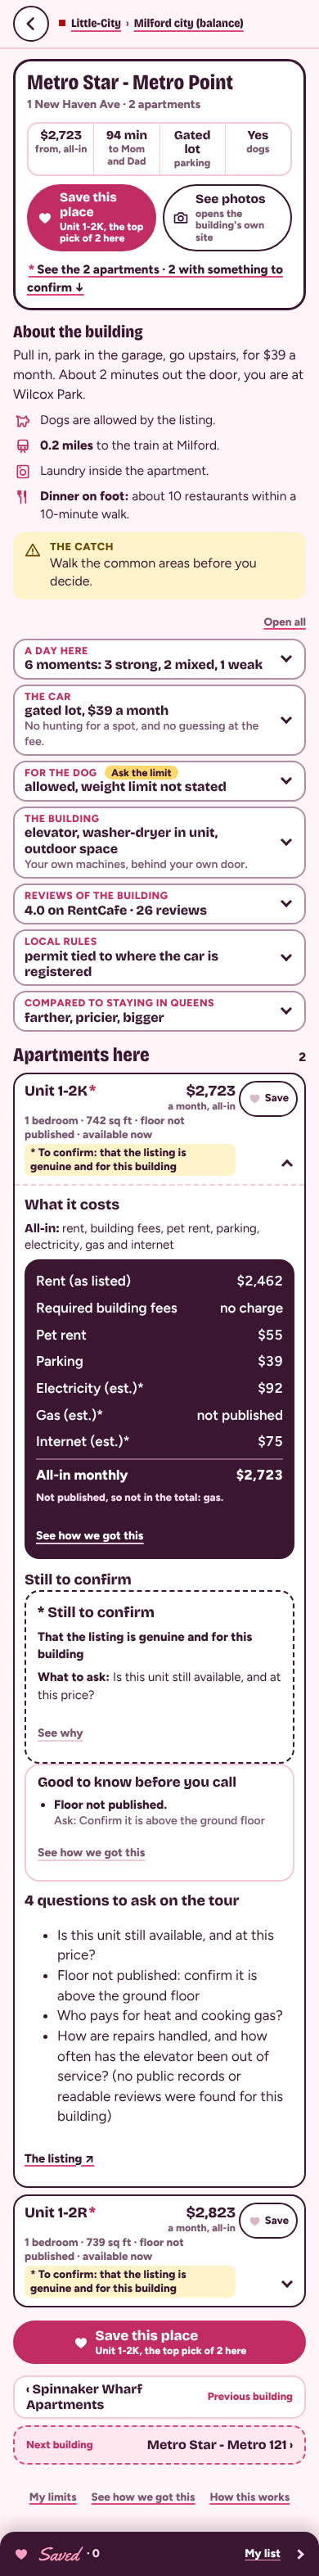 Little-City › Milford city (balance)
Metro Star - Metro Point
1 New Haven Ave · 2 apartments
$2,723
from, all-in
94 min
to Mom
and Dad
Gated
lot
parking
Yes
dogs
Save this
place
Unit 1-2K, the top
pick of 2 here
See photos
opens the
building's own
site
* See the 2 apartments · 2 with something to
confirm ↓
About the building
Pull in, park in the garage, go upstairs, for $39 a
month. About 2 minutes out the door, you are at
Wilcox Park.
Dogs are allowed by the listing.
0.2 miles to the train at Milford.
Laundry inside the apartment.
Dinner on foot: about 10 restaurants within a
10-minute walk.
THE CATCH
Walk the common areas before you
decide.
Open all
A DAY HERE
6 moments: 3 strong, 2 mixed, 1 weak
THE CAR
gated lot, $39 a month
No hunting for a spot, and no guessing at the
fee.
FOR THE DOG Ask the limit
allowed, weight limit not stated
THE BUILDING
elevator, washer-dryer in unit,
outdoor space
Your own machines, behind your own door.
REVIEWS OF THE BUILDING
4.0 on RentCafe · 26 reviews
LOCAL RULES
permit tied to where the car is
registered
COMPARED TO STAYING IN QUEENS
farther, pricier, bigger
Apartments here 2
Unit 1-2K*
$2,723
a month, all-in
Save
1 bedroom · 742 sq ft · floor not
published · available now
* To confirm: that the listing is
genuine and for this building
What it costs
All-in: rent, building fees, pet rent, parking,
electricity, gas and internet
Rent (as listed) $2,462
Required building fees no charge
Pet rent $55
Parking $39
Electricity (est.)* $92
Gas (est.)* not published
Internet (est.)* $75
All-in monthly $2,723
Not published, so not in the total: gas.
See how we got this
Still to confirm
* Still to confirm
That the listing is genuine and for this
building
What to ask: Is this unit still available, and at
this price?
See why
Good to know before you call
• Floor not published.
Ask: Confirm it is above the ground floor
See how we got this
4 questions to ask on the tour
• Is this unit still available, and at this
price?
• Floor not published: confirm it is
above the ground floor
• Who pays for heat and cooking gas?
• How are repairs handled, and how
often has the elevator been out of
service? (no public records or
readable reviews were found for this
building)
The listing ↗
Unit 1-2R*
$2,823
a month, all-in
Save
1 bedroom · 739 sq ft · floor not
published · available now
* To confirm: that the listing is
genuine and for this building
Save this place
Unit 1-2K, the top pick of 2 here
‹ Spinnaker Wharf
Apartments
Previous building
Next building
Metro Star - Metro 121 ›
My limits See how we got this How this works
Saved · 0
My list